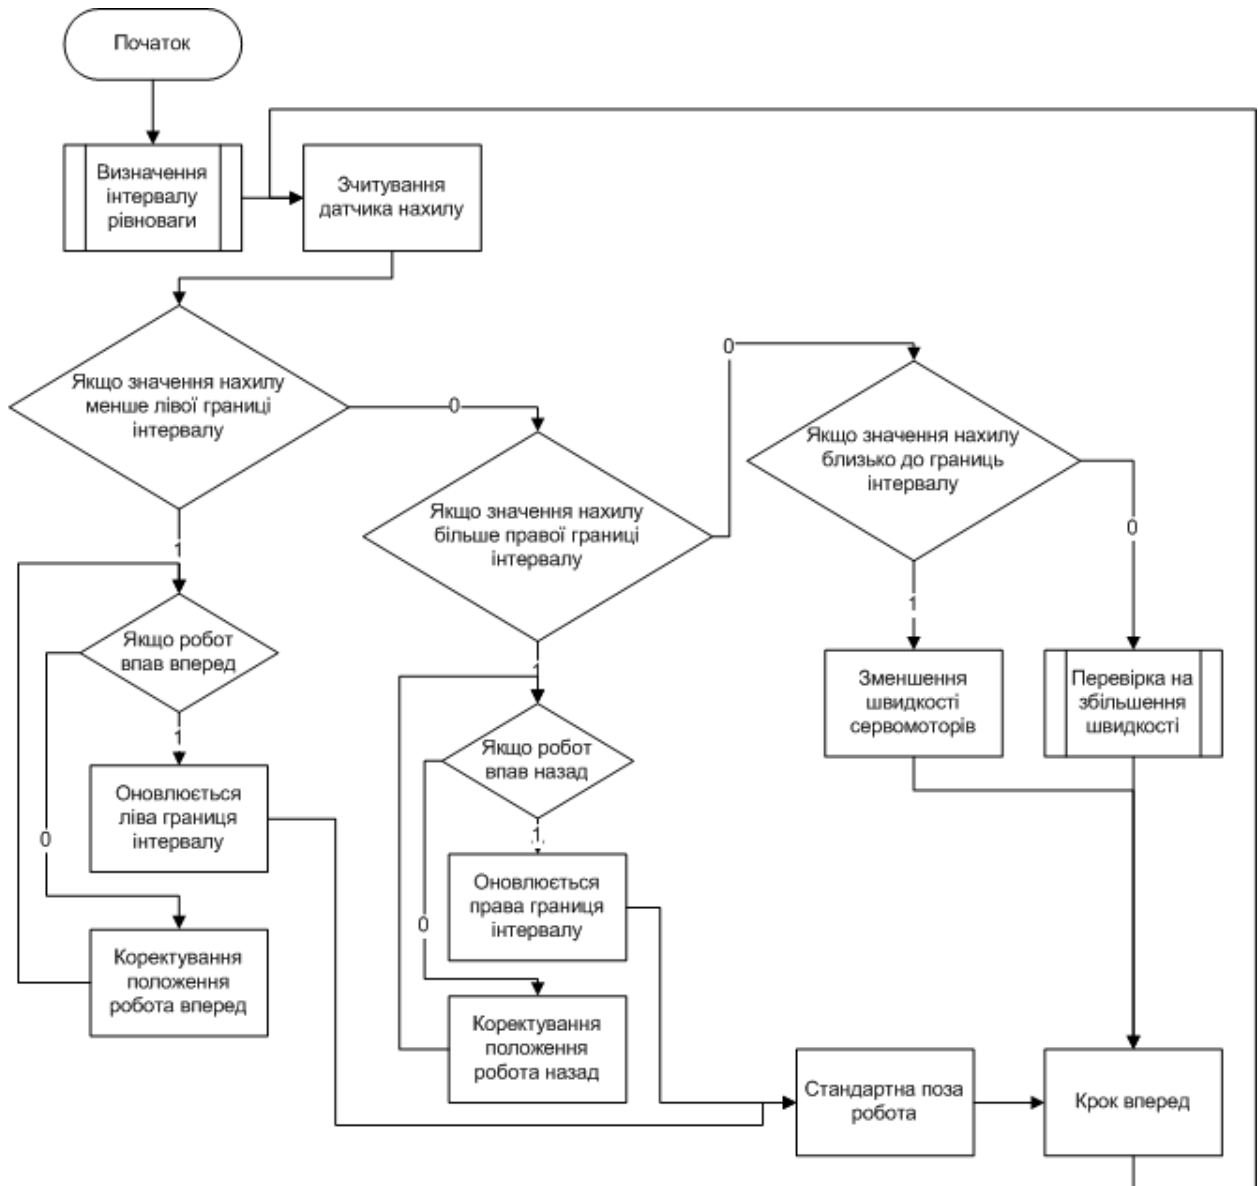 Початок
Визначення
інтервалу
рівноваги
Зчитування
датчика нахилу
Якщо значення нахилу
менше лівої границі
інтервалу
0
Якщо значення нахилу
більше правої границі
інтервалу
0
Якщо значення нахилу
близько до границь
інтервалу
0
1
1
1
Якщо робот
впав вперед
1
0
Оновлюється
ліва границя
інтервалу
Коректування
положення
робота вперед
Якщо робот
впав назад
1
0
Оновлюється
права границя
інтервалу
Коректування
положення
робота назад
Зменшення
швидкості
сервомоторів
Перевірка на
збільшення
швидкості
Стандартна поза
робота
Крок вперед